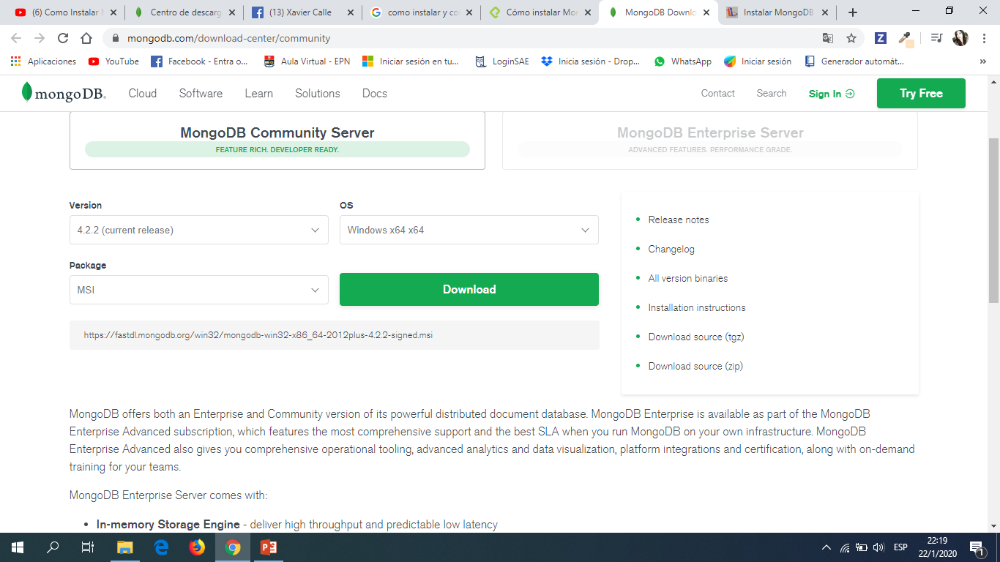 (6) Como Instalar
Centro de descarg
(13) Xavier Calle
como instalar y co
Cómo instalar Mo
MongoDB Downlo
Instalar MongoDB
mongodb.com/download-center/community
Aplicaciones
YouTube
Facebook - Entra o...
Aula Virtual - EPN
Iniciar sesión en tu...
LoginSAE
Inicia sesión - Drop...
WhatsApp
Iniciar sesión
Generador automát...
»
mongoDB.
Cloud
Software
Learn
Solutions
Docs
Contact
Search
Sign In
Try Free
MongoDB Community Server
FEATURE RICH. DEVELOPER READY.
MongoDB Enterprise Server
ADVANCED FEATURES. PERFORMANCE GRADE.
Version
OS
4.2.2 (current release)
Windows x64 x64
Package
MSI
Download
https://fastdl.mongodb.org/win32/mongodb-win32-x86_64-2012plus-4.2.2-signed.msi
• Release notes
• Changelog
• All version binaries
• Installation instructions
• Download source (tgz)
• Download source (zip)
MongoDB offers both an Enterprise and Community version of its powerful distributed document database. MongoDB Enterprise is available as part of the MongoDB
Enterprise Advanced subscription, which features the most comprehensive support and the best SLA when you run MongoDB on your own infrastructure. MongoDB
Enterprise Advanced also gives you comprehensive operational tooling, advanced analytics and data visualization, platform integrations and certification, along with on-demand
training for your teams.
MongoDB Enterprise Server comes with:
• In-memory Storage Engine - deliver high throughput and predictable low latency
ESP
22:19
22/1/2020
1